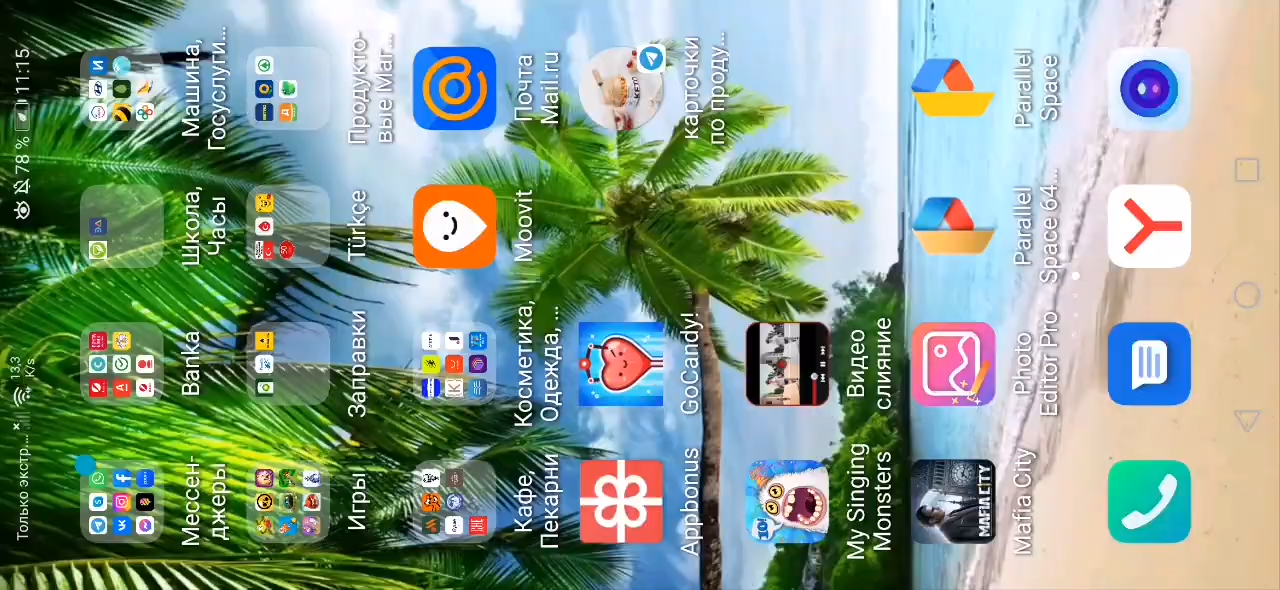 Только экстр...
13,3
K/s
78 %
11:15
Мессен-
джеры
Banka
Школа,
Часы
Машина,
Госуслуги...
Игры
Заправки
Türkçe
Продукто-
вые Маг...
Кафе,
Пекарни
Косметика,
Одежда, ...
Moovit
Почта
Mail.ru
Appbonus
GoCandy!
карточки
по проду...
My Singing
Monsters
Видео
слияние
MAFIA CITY
Mafia City
Photo
Editor Pro
Parallel
Space 64...
Parallel
Space